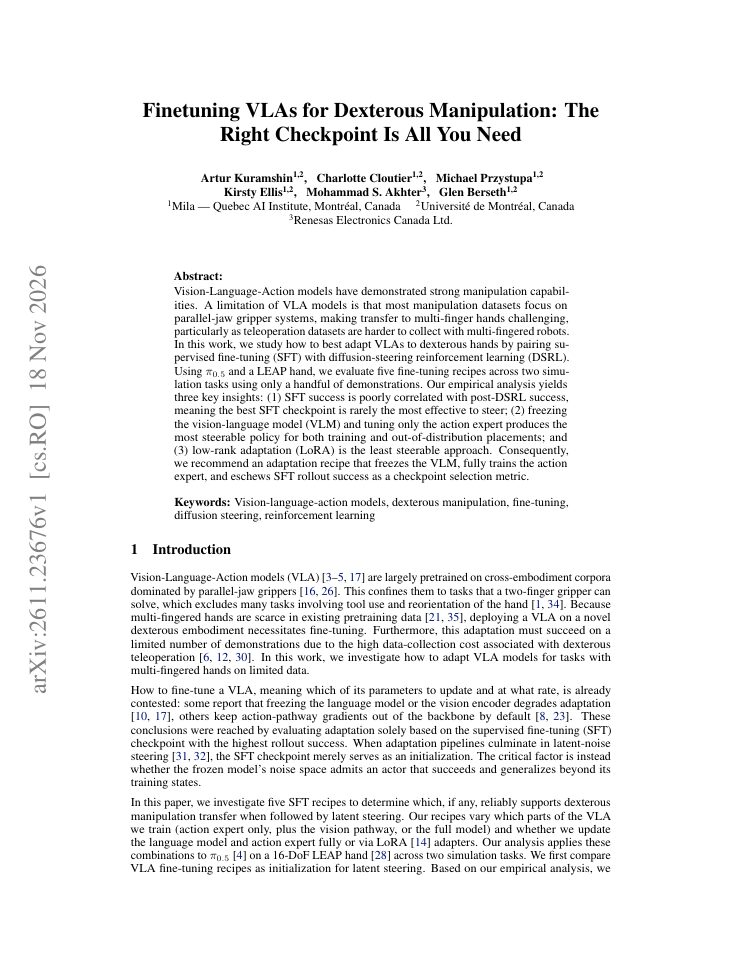 Finetuning VLAs for Dexterous Manipulation: The
Right Checkpoint Is All You Need
Artur Kuramshin1,2, Charlotte Cloutier1,2, Michael Przystupa1,2
Kirsty Ellis1,2, Mohammad S. Akhter3, Glen Berseth1,2
1Mila — Quebec AI Institute, Montréal, Canada 2Université de Montréal, Canada
3Renesas Electronics Canada Ltd.
arXiv:2611.23676v1 [cs.RO] 18 Nov 2026
Abstract:
Vision-Language-Action models have demonstrated strong manipulation capabil-
ities. A limitation of VLA models is that most manipulation datasets focus on
parallel-jaw gripper systems, making transfer to multi-finger hands challenging,
particularly as teleoperation datasets are harder to collect with multi-fingered robots.
In this work, we study how to best adapt VLAs to dexterous hands by pairing su-
pervised fine-tuning (SFT) with diffusion-steering reinforcement learning (DSRL).
Using π0.5 and a LEAP hand, we evaluate five fine-tuning recipes across two simu-
lation tasks using only a handful of demonstrations. Our empirical analysis yields
three key insights: (1) SFT success is poorly correlated with post-DSRL success,
meaning the best SFT checkpoint is rarely the most effective to steer; (2) freezing
the vision-language model (VLM) and tuning only the action expert produces the
most steerable policy for both training and out-of-distribution placements; and
(3) low-rank adaptation (LoRA) is the least steerable approach. Consequently,
we recommend an adaptation recipe that freezes the VLM, fully trains the action
expert, and eschews SFT rollout success as a checkpoint selection metric.
Keywords: Vision-language-action models, dexterous manipulation, fine-tuning,
diffusion steering, reinforcement learning
1 Introduction
Vision-Language-Action models (VLA) [3–5, 17] are largely pretrained on cross-embodiment corpora
dominated by parallel-jaw grippers [16, 26]. This confines them to tasks that a two-finger gripper can
solve, which excludes many tasks involving tool use and reorientation of the hand [1, 34]. Because
multi-fingered hands are scarce in existing pretraining data [21, 35], deploying a VLA on a novel
dexterous embodiment necessitates fine-tuning. Furthermore, this adaptation must succeed on a
limited number of demonstrations due to the high data-collection cost associated with dexterous
teleoperation [6, 12, 30]. In this work, we investigate how to adapt VLA models for tasks with
multi-fingered hands on limited data.
How to fine-tune a VLA, meaning which of its parameters to update and at what rate, is already
contested: some report that freezing the language model or the vision encoder degrades adaptation
[10, 17], others keep action-pathway gradients out of the backbone by default [8, 23]. These
conclusions were reached by evaluating adaptation solely based on the supervised fine-tuning (SFT)
checkpoint with the highest rollout success. When adaptation pipelines culminate in latent-noise
steering [31, 32], the SFT checkpoint merely serves as an initialization. The critical factor is instead
whether the frozen model's noise space admits an actor that succeeds and generalizes beyond its
training states.
In this paper, we investigate five SFT recipes to determine which, if any, reliably supports dexterous
manipulation transfer when followed by latent steering. Our recipes vary which parts of the VLA
we train (action expert only, plus the vision pathway, or the full model) and whether we update
the language model and action expert fully or via LoRA [14] adapters. Our analysis applies these
combinations to π0.5 [4] on a 16-DoF LEAP hand [28] across two simulation tasks. We first compare
VLA fine-tuning recipes as initialization for latent steering. Based on our empirical analysis, we